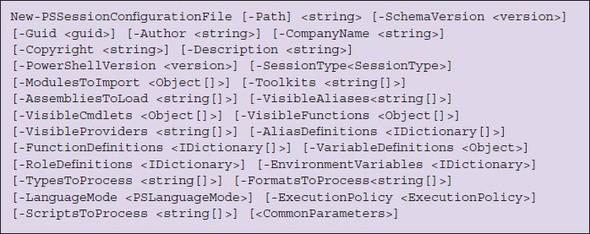 New-PSSessionConfigurationFile [-Path] <string> [-SchemaVersion <version>]
[-Guid <guid>] [-Author <string>] [-CompanyName <string>]
[-Copyright <string>] [-Description <string>]
[-PowerShellVersion <version>] [-SessionType<SessionType>]
[-ModulesToImport <Object[]>] [-Toolkits <string[]>]
[-AssembliesToLoad <string[]>] [-VisibleAliases<string[]>]
[-VisibleCmdlets <Object[]>] [-VisibleFunctions <Object[]>]
[-VisibleProviders <string[]>] [-AliasDefinitions <IDictionary[]>]
[-FunctionDefinitions <IDictionary[]>] [-VariableDefinitions <Object>]
[-RoleDefinitions <IDictionary>] [-EnvironmentVariables <IDictionary>]
[-TypesToProcess <string[]>] [-FormatsToProcess<string[]>]
[-LanguageMode <PSLanguageMode>] [-ExecutionPolicy <ExecutionPolicy>]
[-ScriptsToProcess <string[]>] [<CommonParameters>]